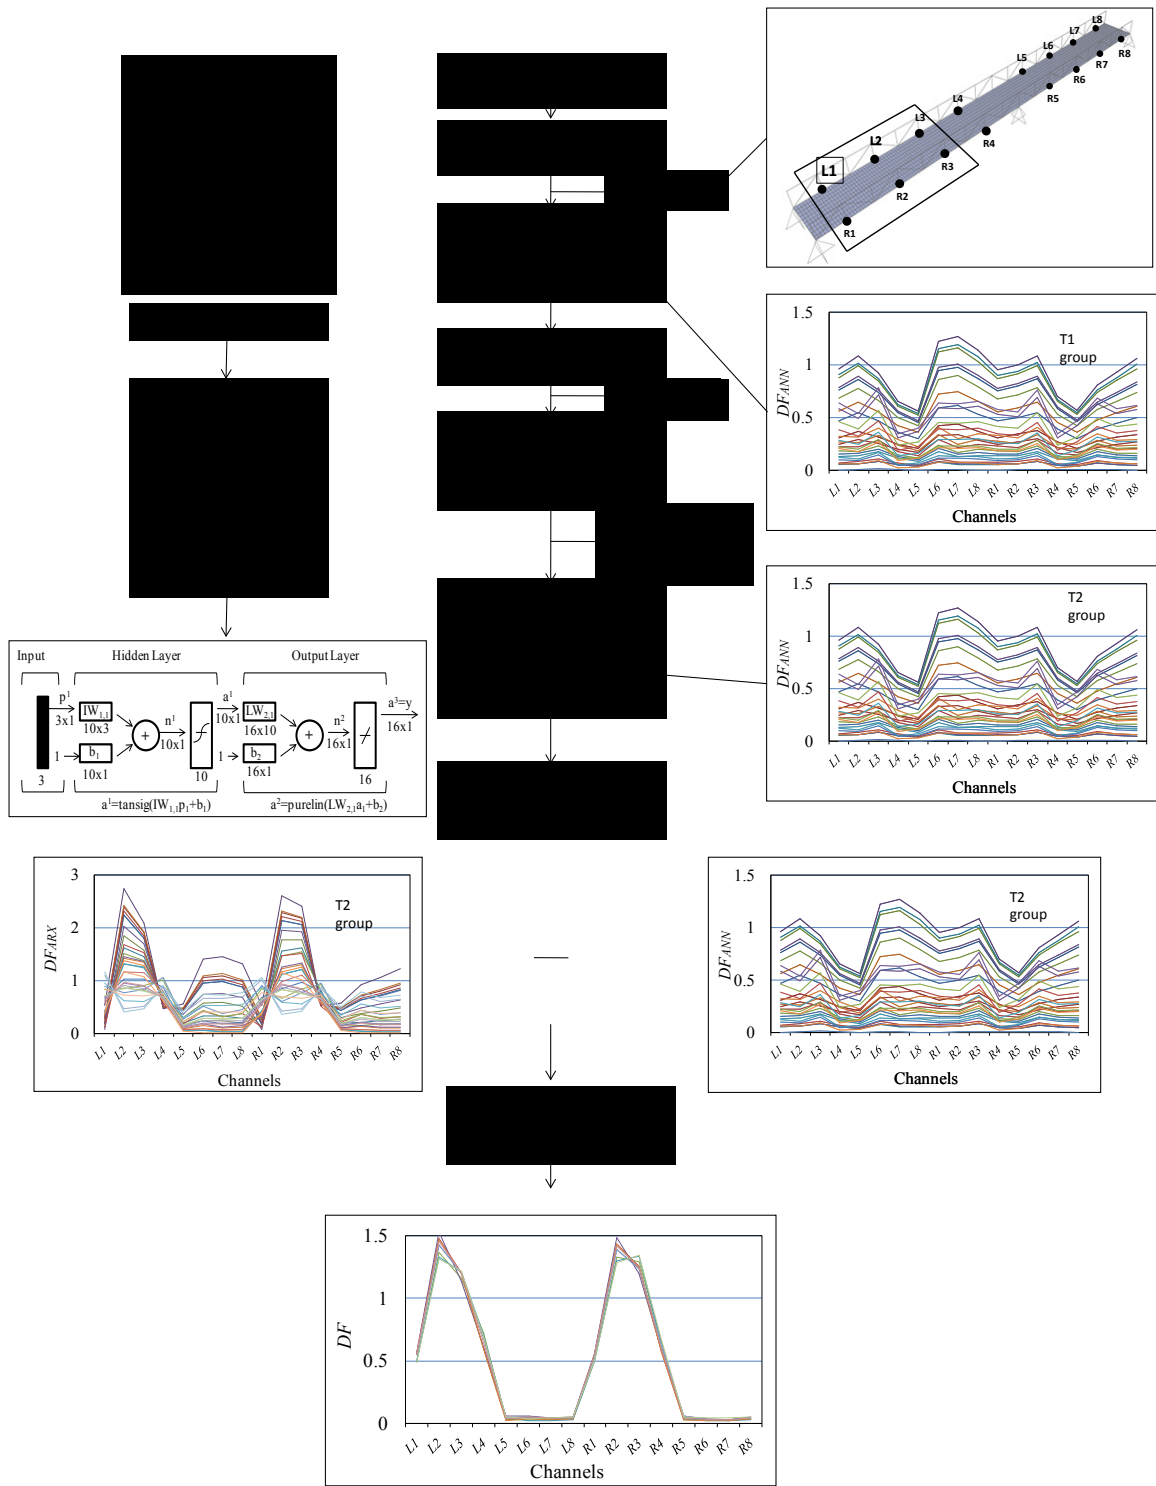 L8
L7
L6
R8
L5
R7
R6
R5
L4
L3
R4
L2
R3
L1
R2
R1
1.5
T1
group
1
DFANN
0.5
0
L1 L2 L3 L4 L5 L6 L7 L8 R1 R2 R3 R4 R5 R6 R7 R8
Channels
1.5
T2
group
1
DFANN
0.5
0
L1 L2 L3 L4 L5 L6 L7 L8 R1 R2 R3 R4 R5 R6 R7 R8
Channels
Input Hidden Layer Output Layer
p¹ IW₁,₁ a¹ LW₂,₁ a³=y
3x1 10x3 n¹ 10x1 16x10 n² 16x1
+ 10x1 + 16x1
1 b₁ 1 b₂
3 10x1 10 16x1 16
a¹=tansig(IW₁,₁p₁+b₁) a²=purelin(LW₂,₁a₁+b₂)
3
T2
group
2
DFARX
1
0
L1 L2 L3 L4 L5 L6 L7 L8 R1 R2 R3 R4 R5 R6 R7 R8
Channels
1.5
T2
group
1
DFANN
0.5
0
L1 L2 L3 L4 L5 L6 L7 L8 R1 R2 R3 R4 R5 R6 R7 R8
Channels
1.5
1
DF
0.5
0
L1 L2 L3 L4 L5 L6 L7 L8 R1 R2 R3 R4 R5 R6 R7 R8
Channels